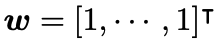 w = [1, ⋯ , 1]ᵀ